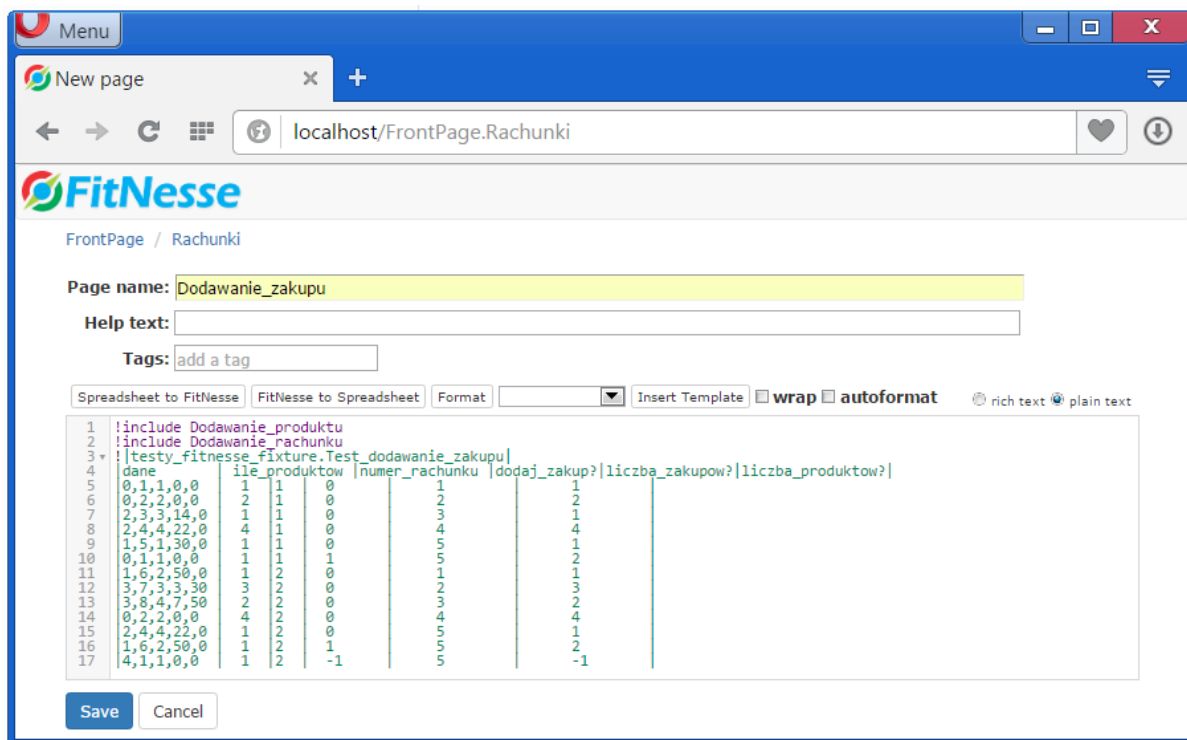 Menu
New page
localhost/FrontPage.Rachunki
FitNesse
FrontPage / Rachunki
Page name: Dodawanie_zakupu
Help text:
Tags: add a tag
Spreadsheet to FitNesse FitNesse to Spreadsheet Format Insert Template wrap autoformat rich text plain text
1 !include Dodawanie_produktu
2 !include Dodawanie_rachunku
3 !|testy_fitnesse_fixture.Test_dodawanie_zakupu|
4 |dane | ile_produktow |numer_rachunku |dodaj_zakup?|liczba_zakupow?|liczba_produktow?|
5 |0,1,1,0,0 | 1 |1 | 0 | 1 | 1 |
6 |0,2,2,0,0 | 2 |1 | 0 | 2 | 2 |
7 |2,3,3,14,0 | 1 |1 | 0 | 3 | 1 |
8 |2,4,4,22,0 | 4 |1 | 0 | 4 | 4 |
9 |1,5,1,30,0 | 1 |1 | 0 | 5 | 1 |
10 |0,1,1,0,0 | 1 |1 | 1 | 5 | 2 |
11 |1,6,2,50,0 | 1 |2 | 0 | 1 | 1 |
12 |3,7,3,3,30 | 3 |2 | 0 | 2 | 3 |
13 |3,8,4,7,50 | 2 |2 | 0 | 3 | 2 |
14 |0,2,2,0,0 | 4 |2 | 0 | 4 | 4 |
15 |2,4,4,22,0 | 1 |2 | 0 | 5 | 1 |
16 |1,6,2,50,0 | 1 |2 | 1 | 5 | 2 |
17 |4,1,1,0,0 | 1 |2 | -1 | 5 | -1 |
Save Cancel